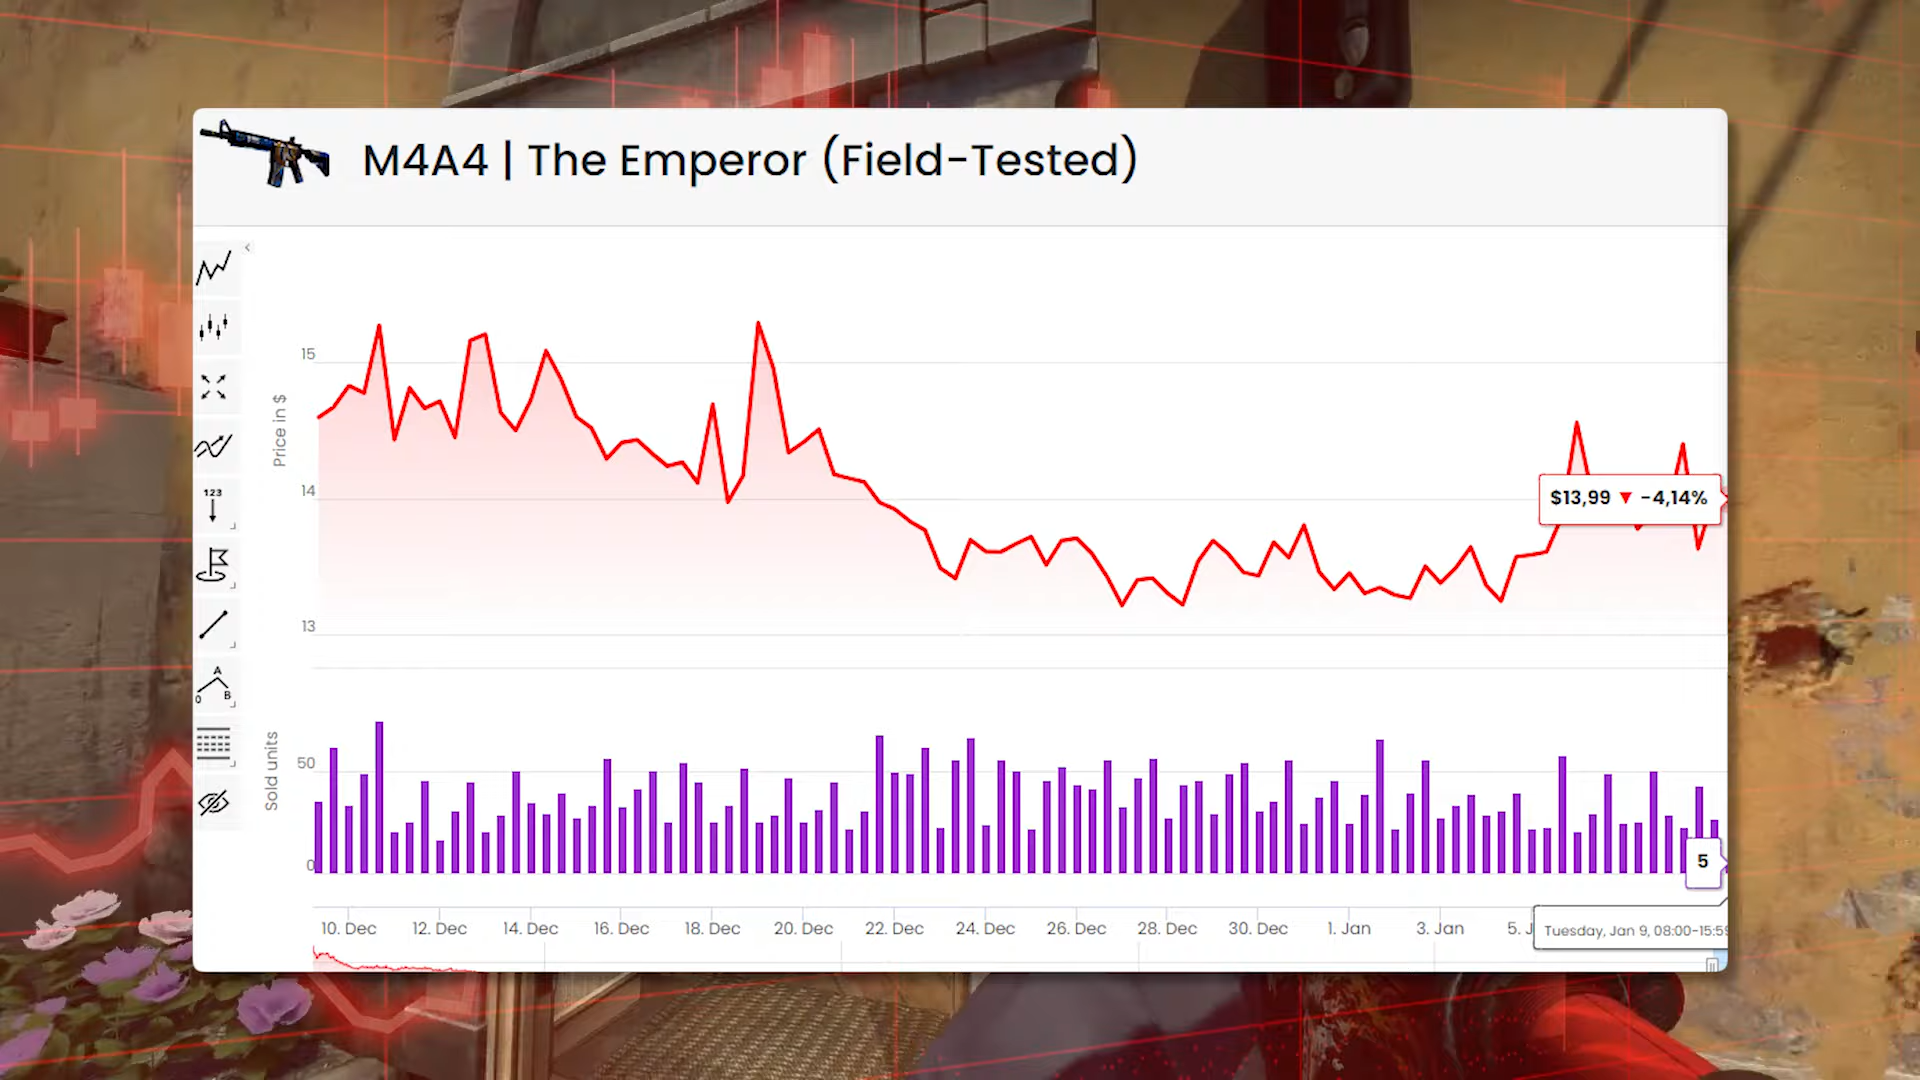 M4A4 | The Emperor (Field-Tested)
15
14
13
Price in $
$13,99 ▼ -4,14%
123
A
0 B
50
0
Sold units
5
10. Dec 12. Dec 14. Dec 16. Dec 18. Dec 20. Dec 22. Dec 24. Dec 26. Dec 28. Dec 30. Dec 1. Jan 3. Jan 5. J
Tuesday, Jan 9, 08:00-15:59